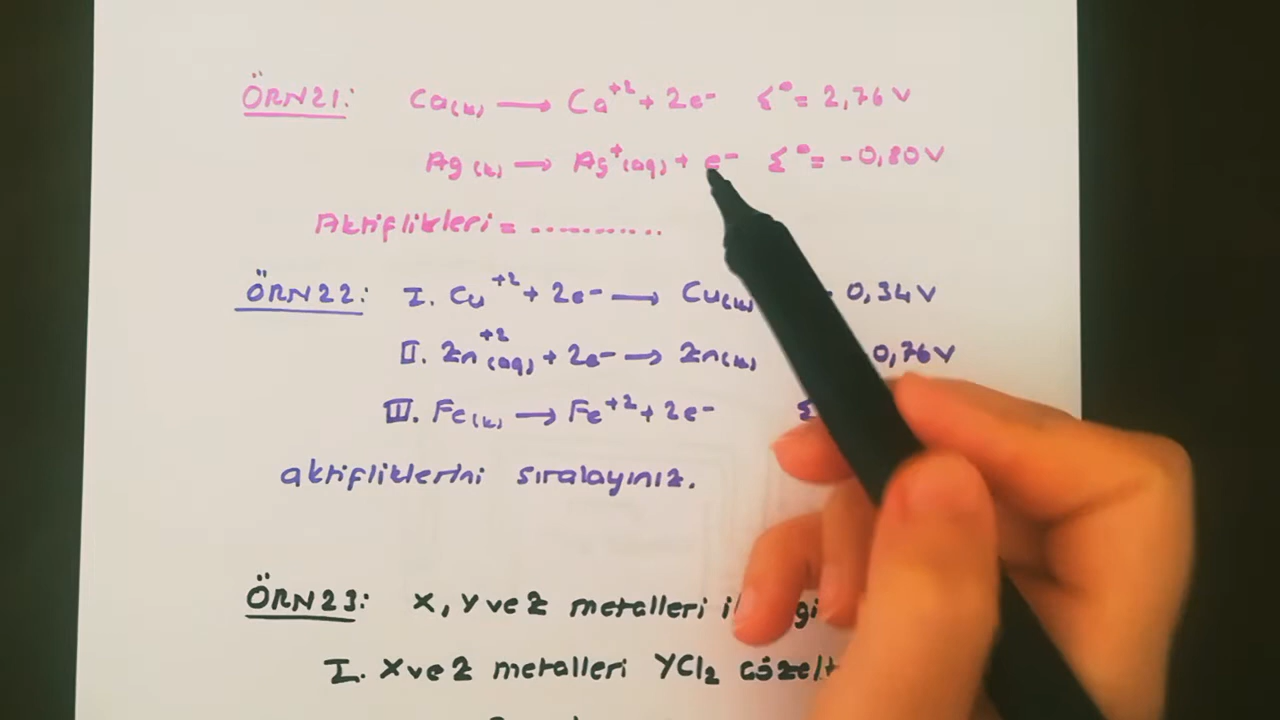 ÖRN21: Ca(k) → Ca⁺² + 2e⁻ Ɛ° = 2,76 V
Ag(k) → Ag⁺(aq) + e⁻ Ɛ° = -0,80 V
Aktiflikleri = ............
ÖRN22: I. Cu⁺² + 2e⁻ → Cu(k) 0,34 V
II. Zn⁺²(aq) + 2e⁻ → Zn(k) 0,76 V
III. Fe(k) → Fe⁺² + 2e⁻
aktifliklerini sıralayınız.
ÖRN23: X, Y ve Z metalleri
I. X ve Z metalleri YCl₂